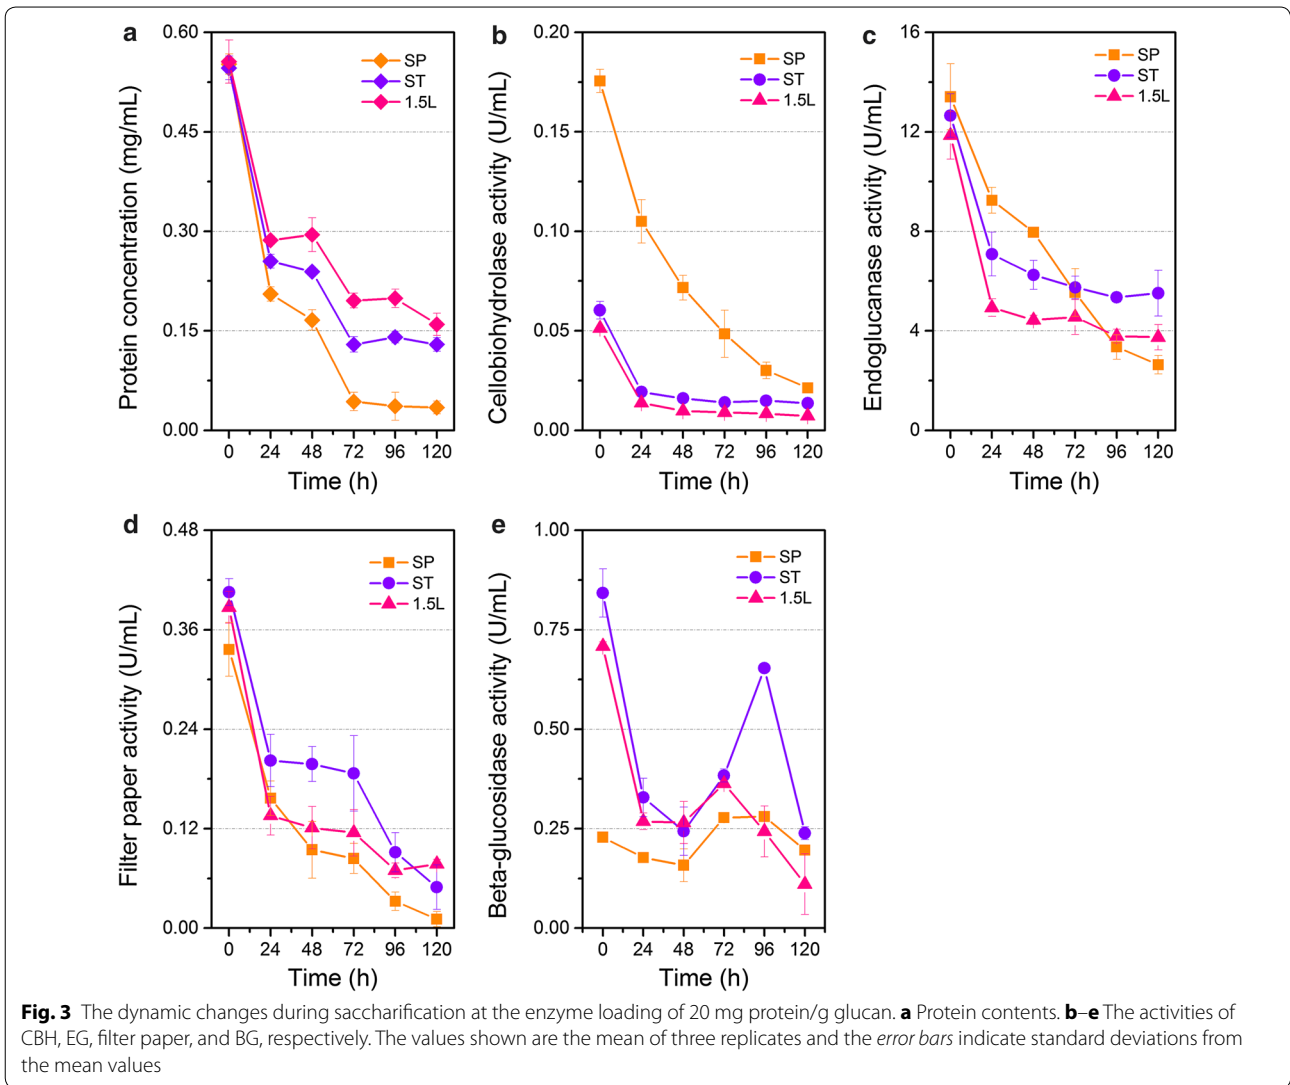 a
0.60
0.45
0.30
0.15
0.00
Protein concentration (mg/mL)
SP
ST
1.5L
0 24 48 72 96 120
Time (h)
b
0.20
0.15
0.10
0.05
0.00
Cellobiohydrolase activity (U/mL)
SP
ST
1.5L
0 24 48 72 96 120
Time (h)
c
16
12
8
4
0
Endoglucanase activity (U/mL)
SP
ST
1.5L
0 24 48 72 96 120
Time (h)
d
0.48
0.36
0.24
0.12
0.00
Filter paper activity (U/mL)
SP
ST
1.5L
0 24 48 72 96 120
Time (h)
e
1.00
0.75
0.50
0.25
0.00
Beta-glucosidase activity (U/mL)
SP
ST
1.5L
0 24 48 72 96 120
Time (h)
Fig. 3 The dynamic changes during saccharification at the enzyme loading of 20 mg protein/g glucan. a Protein contents. b–e The activities of
CBH, EG, filter paper, and BG, respectively. The values shown are the mean of three replicates and the error bars indicate standard deviations from
the mean values